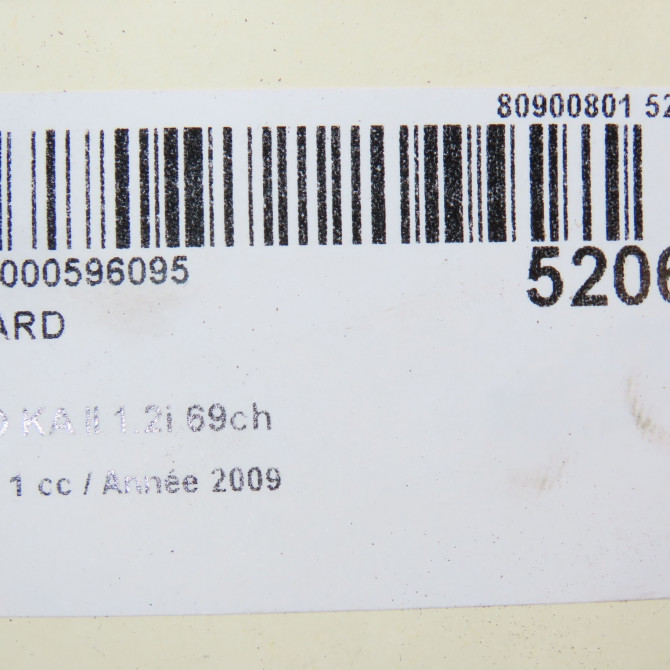 80900801 52
000596095
5206
ARD
KA II 1.2i 69ch
1 cc / Année 2009